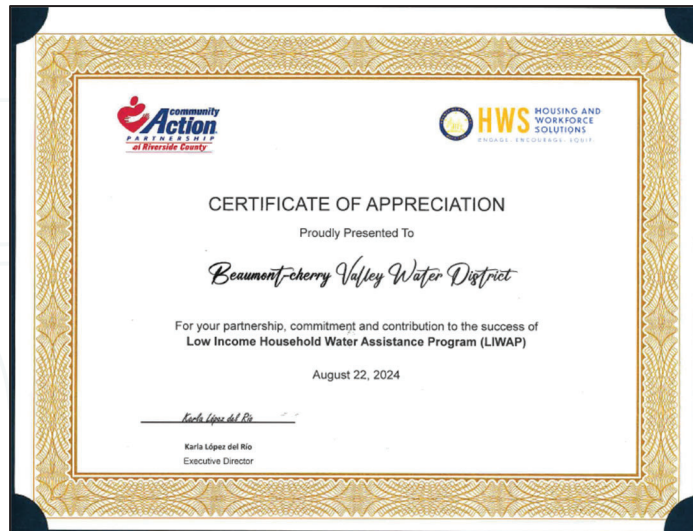 community
Action
PARTNERSHIP
of Riverside County
HWS HOUSING AND
WORKFORCE
SOLUTIONS
ENGAGE. ENCOURAGE. EQUIP.
CERTIFICATE OF APPRECIATION
Proudly Presented To
Beaumont-cherry Valley Water District
For your partnership, commitment and contribution to the success of
Low Income Household Water Assistance Program (LIWAP)
August 22, 2024
Karla López del Río
Karla López del Río
Executive Director